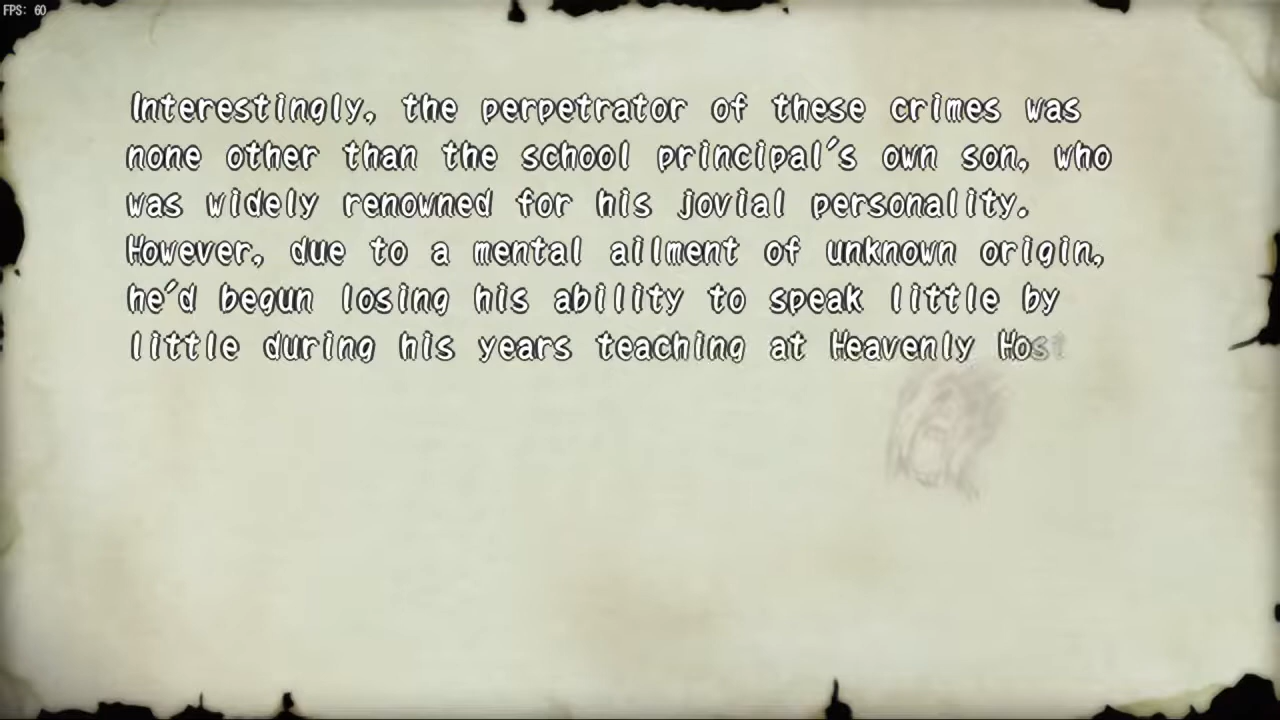 FPS: 60
Interestingly, the perpetrator of these crimes was
none other than the school principal's own son, who
was widely renowned for his jovial personality.
However, due to a mental ailment of unknown origin,
he'd begun losing his ability to speak little by
little during his years teaching at Heavenly Host